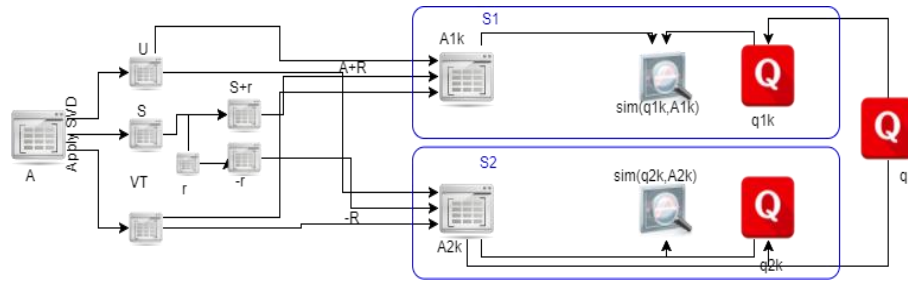 S1
U
A1k
A+R
S+r
S
Apply SVD
sim(q1k,A1k)
Q
q1k
Q
A
VT
r
-r
q
S2
sim(q2k,A2k)
Q
-R
A2k
q2k